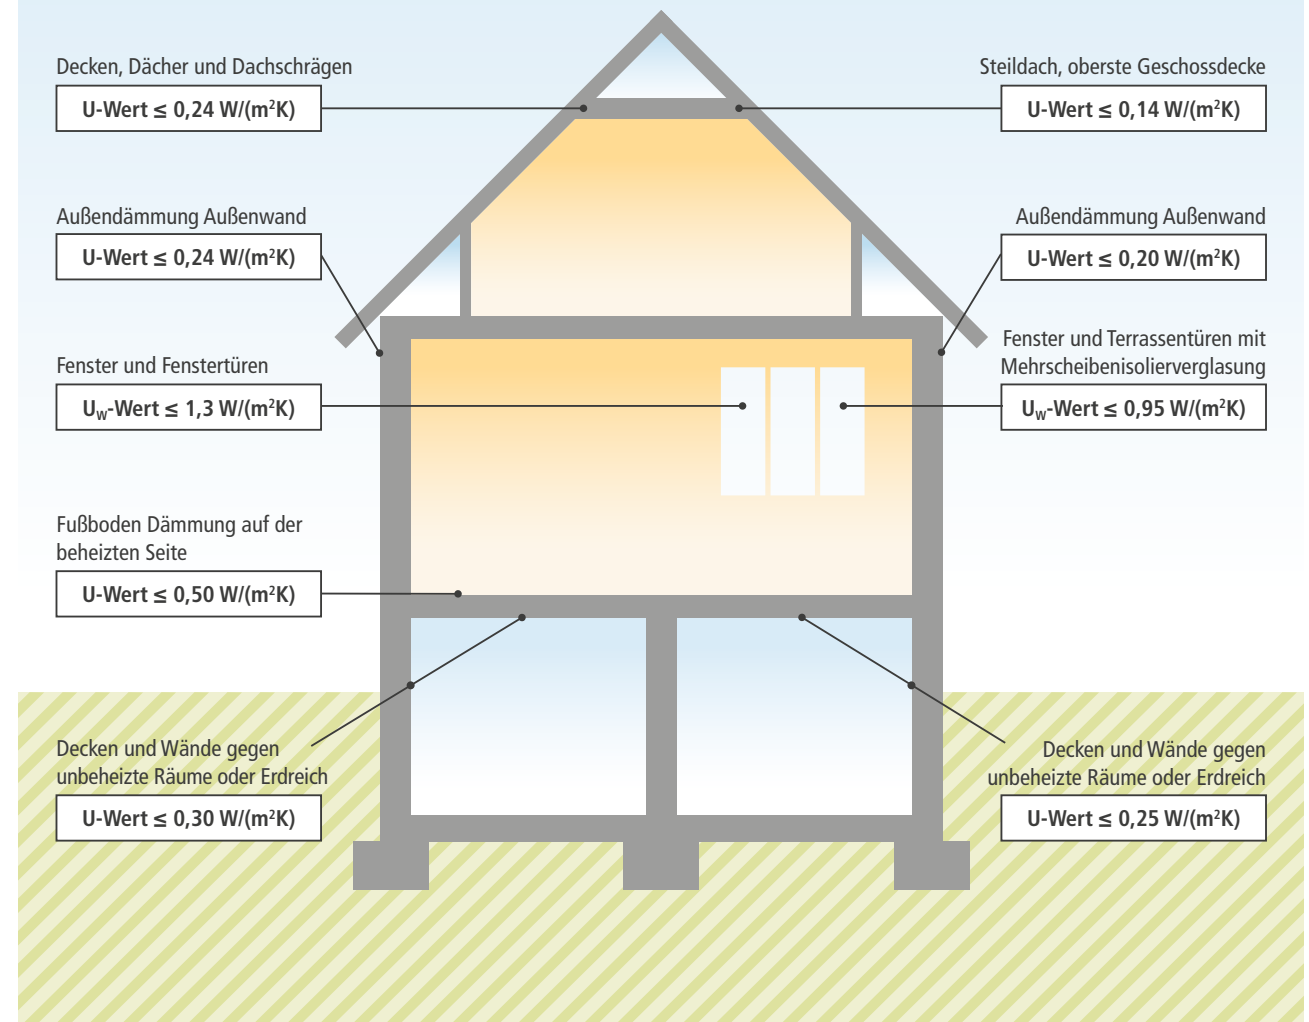 Decken, Dächer und Dachschrägen
U-Wert ≤ 0,24 W/(m²K)
Außendämmung Außenwand
U-Wert ≤ 0,24 W/(m²K)
Fenster und Fenstertüren
U_W-Wert ≤ 1,3 W/(m²K)
Fußboden Dämmung auf der
beheizten Seite
U-Wert ≤ 0,50 W/(m²K)
Decken und Wände gegen
unbeheizte Räume oder Erdreich
U-Wert ≤ 0,30 W/(m²K)
Steildach, oberste Geschossdecke
U-Wert ≤ 0,14 W/(m²K)
Außendämmung Außenwand
U-Wert ≤ 0,20 W/(m²K)
Fenster und Terrassentüren mit
Mehrscheibenisolierverglasung
U_W-Wert ≤ 0,95 W/(m²K)
Decken und Wände gegen
unbeheizte Räume oder Erdreich
U-Wert ≤ 0,25 W/(m²K)